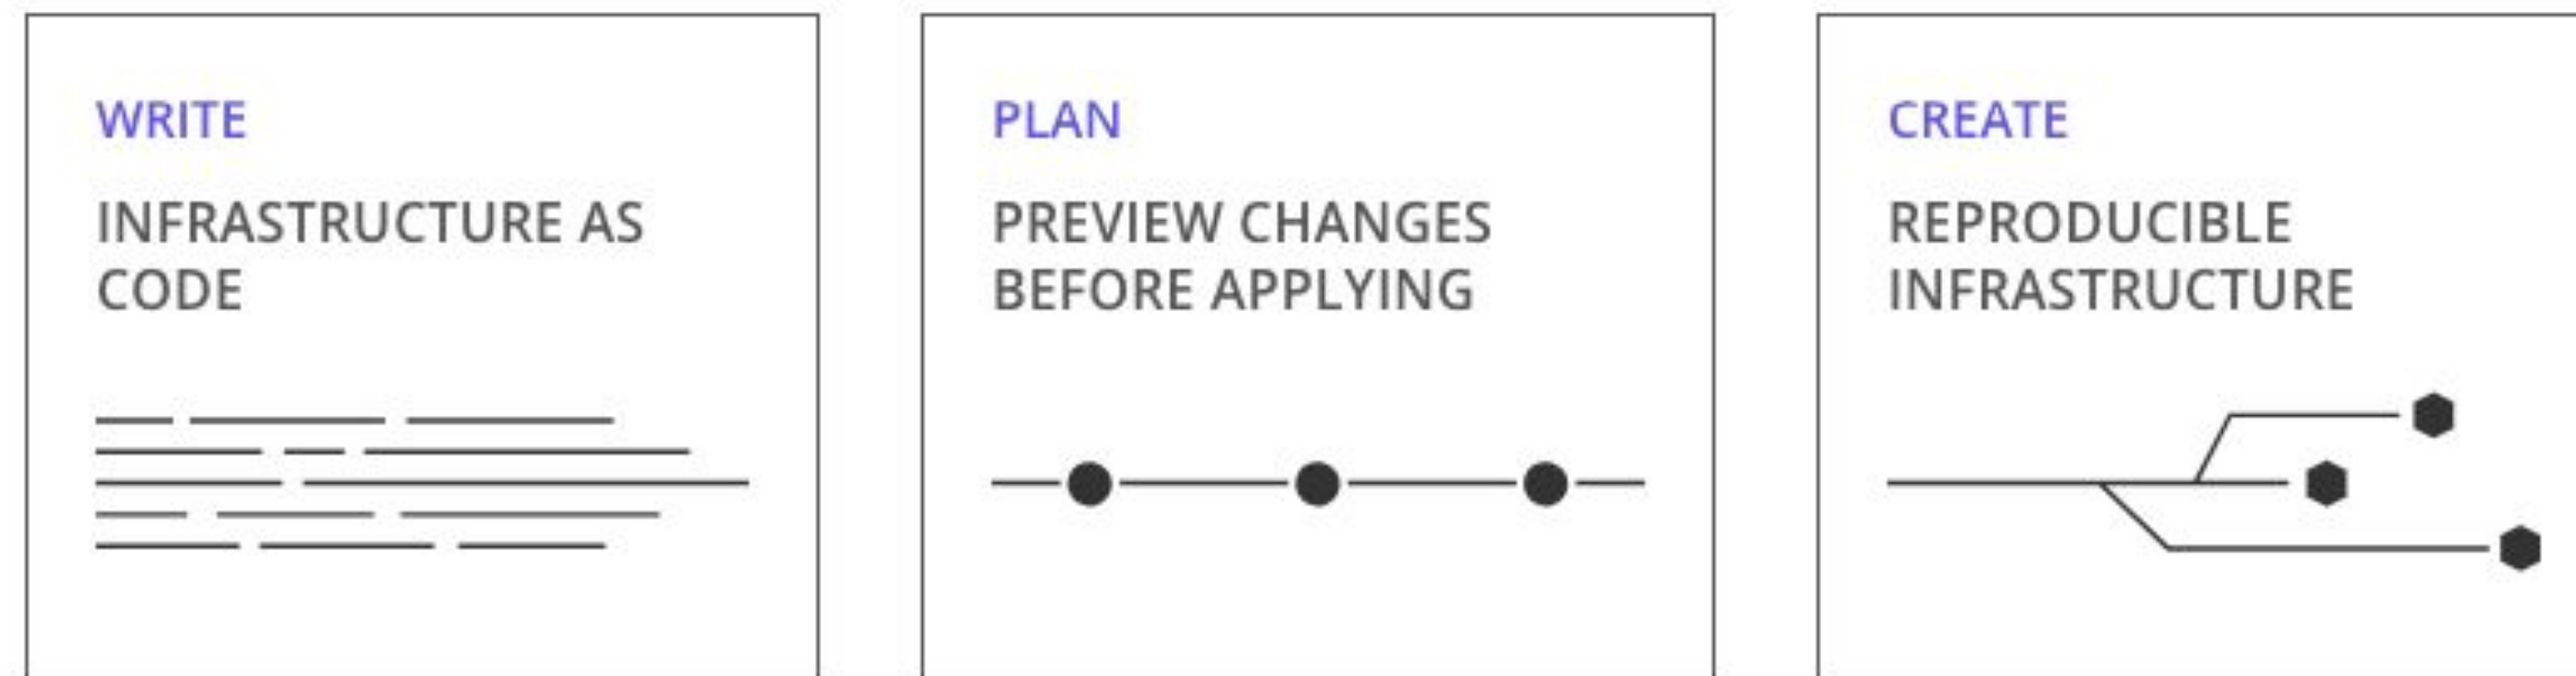 WRITE
INFRASTRUCTURE AS
CODE
PLAN
PREVIEW CHANGES
BEFORE APPLYING
CREATE
REPRODUCIBLE
INFRASTRUCTURE